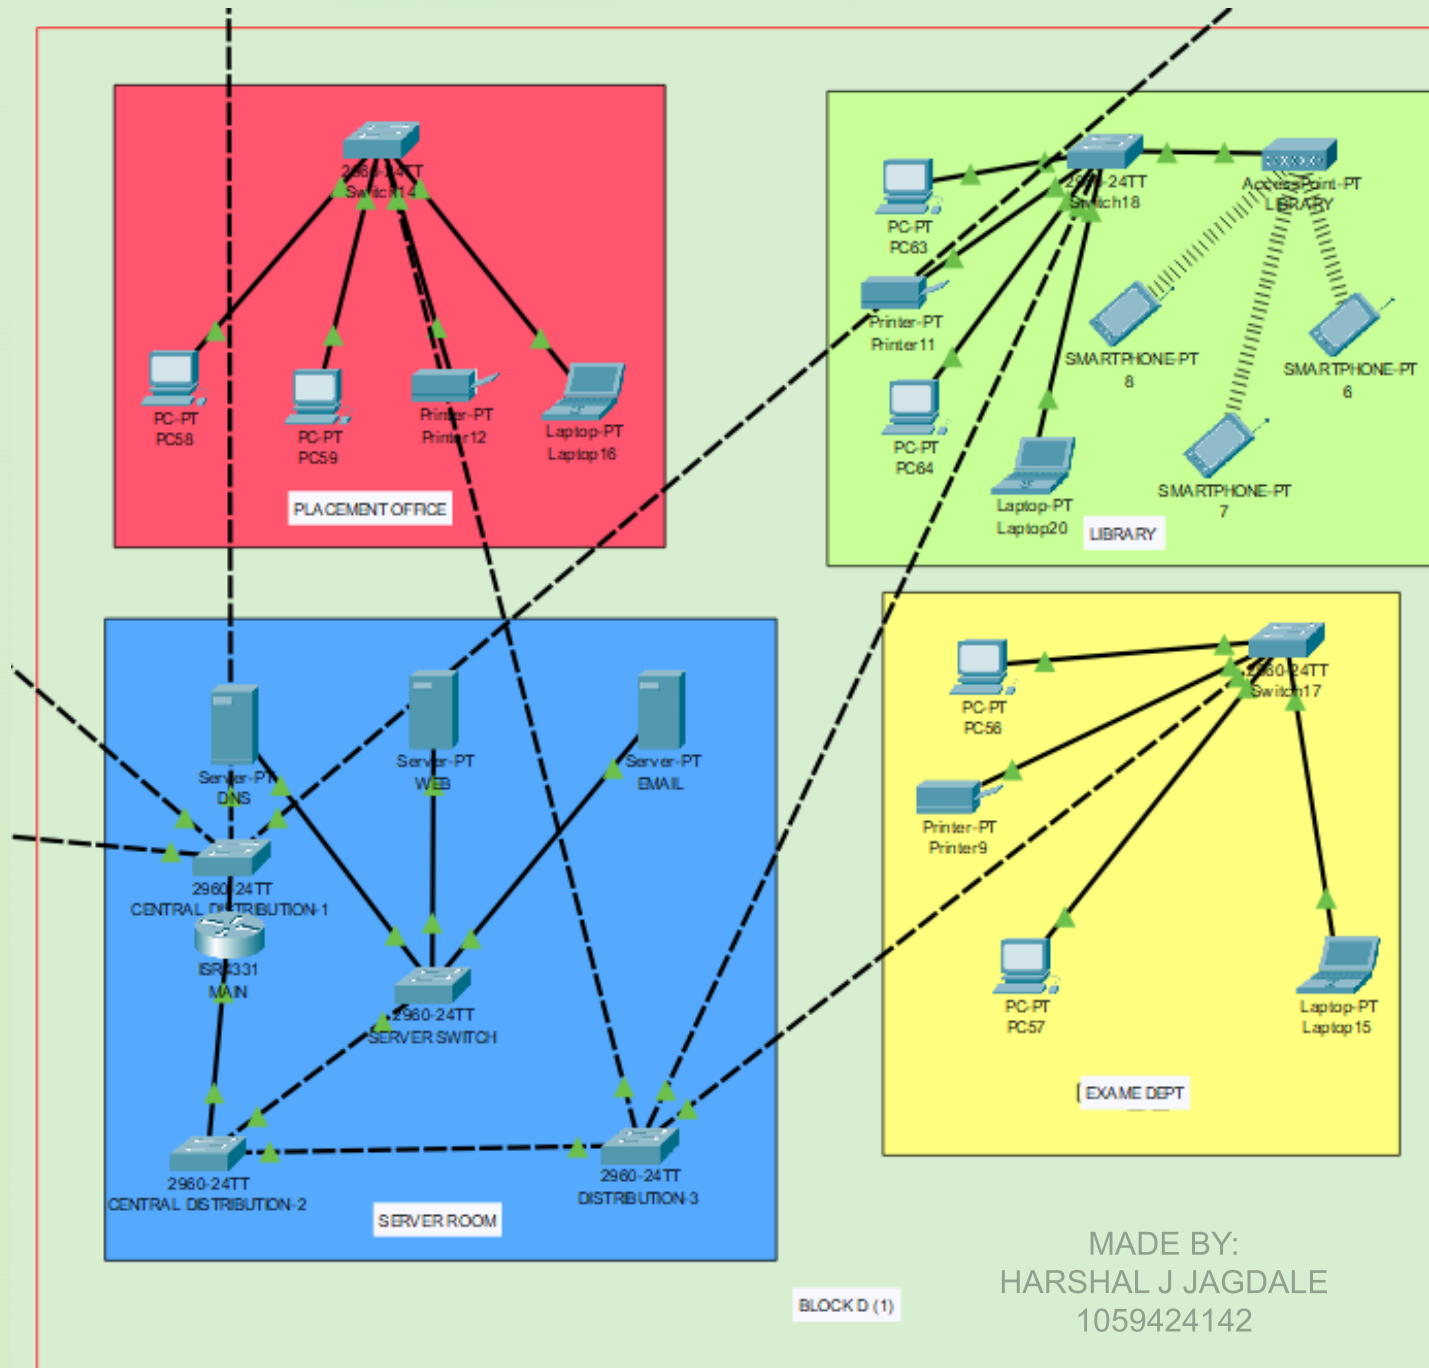 2960-24TT
Switch14
PC-PT
PC58
PC-PT
PC59
Printer-PT
Printer12
Laptop-PT
Laptop16
PLACEMENT OFFICE
2960-24TT
Switch18
AccessPoint-PT
LIBRARY
PC-PT
PC63
Printer-PT
Printer11
PC-PT
PC64
Laptop-PT
Laptop20
SMARTPHONE-PT
8
SMARTPHONE-PT
6
SMARTPHONE-PT
7
LIBRARY
Server-PT
DNS
Server-PT
WEB
Server-PT
EMAIL
2960-24TT
CENTRAL DISTRIBUTION-1
ISR4331
MAIN
2960-24TT
SERVER SWITCH
2960-24TT
CENTRAL DISTRIBUTION-2
2960-24TT
DISTRIBUTION-3
SERVER ROOM
2960-24TT
Switch17
PC-PT
PC56
Printer-PT
Printer9
PC-PT
PC57
Laptop-PT
Laptop15
EXAME DEPT
BLOCK D (1)
MADE BY:
HARSHAL J JAGDALE
1059424142